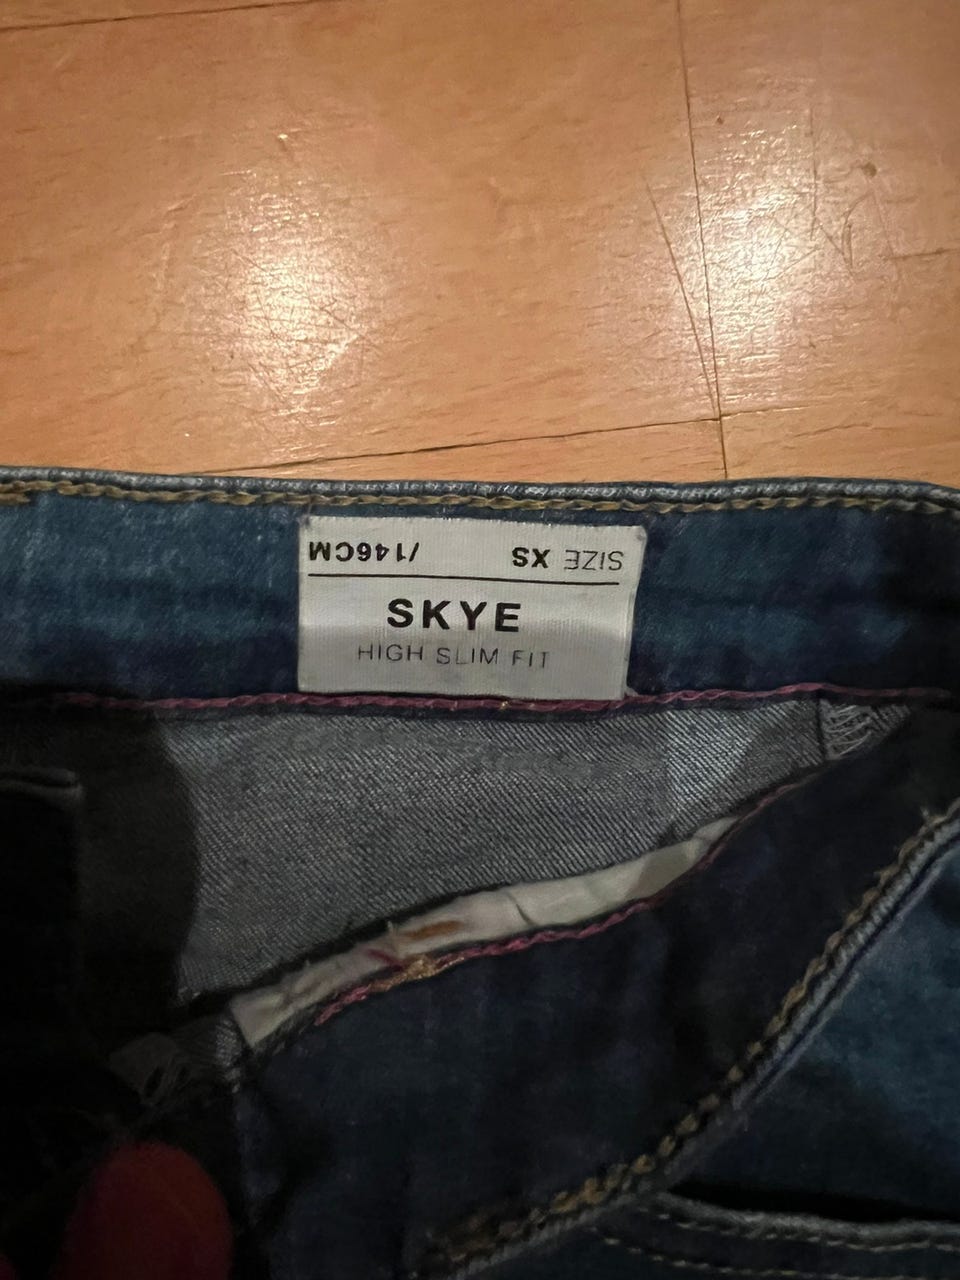 SIZE XS /146CM
SKYE
HIGH SLIM FIT